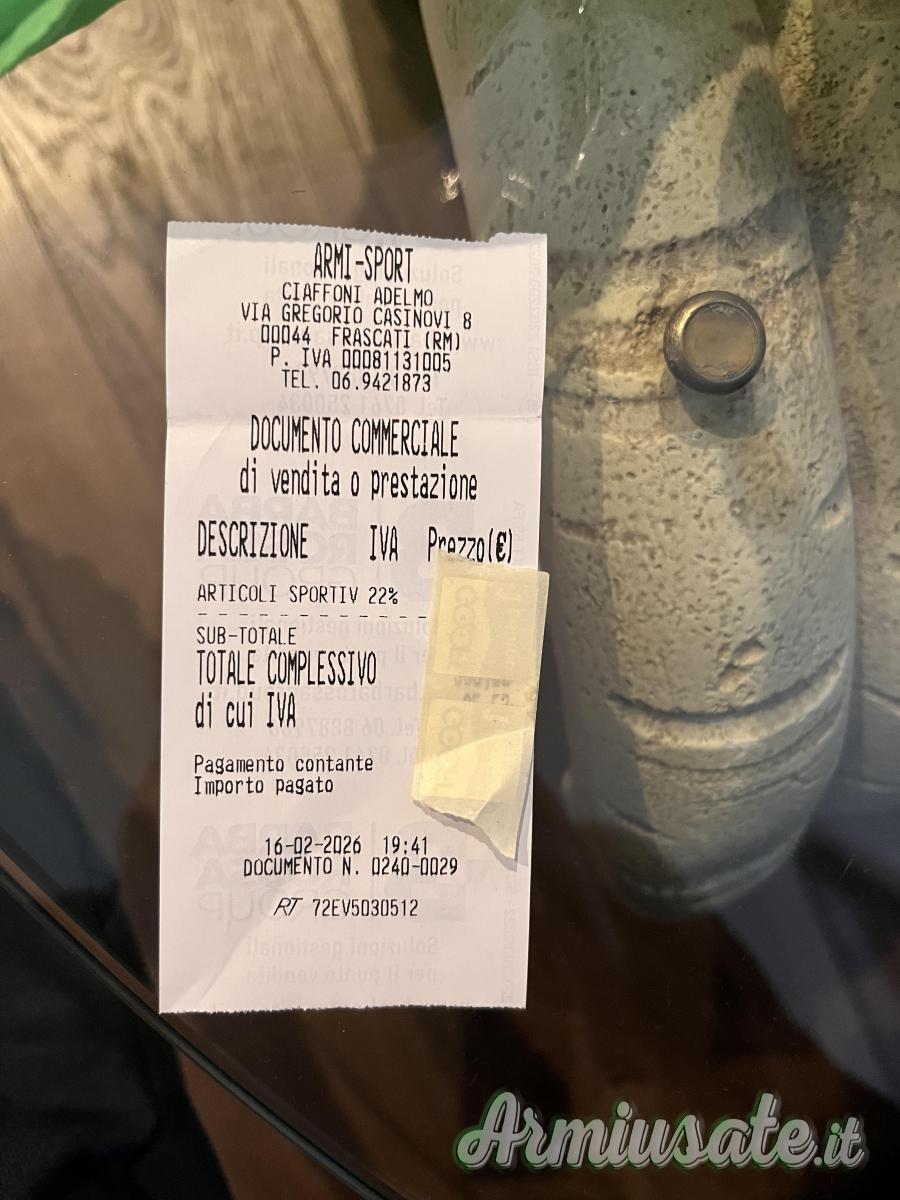 ARMI-SPORT
CIAFFONI ADELMO
VIA GREGORIO CASINOVI 8
00044 FRASCATI (RM)
P. IVA 00081131005
TEL. 06.9421873
DOCUMENTO COMMERCIALE
di vendita o prestazione
DESCRIZIONE IVA Prezzo(€)
ARTICOLI SPORTIV 22%
SUB-TOTALE
TOTALE COMPLESSIVO
di cui IVA
Pagamento contante
Importo pagato
16-02-2026 19:41
DOCUMENTO N. 0240-0029
RT 72EV5030512
Armiusate.it